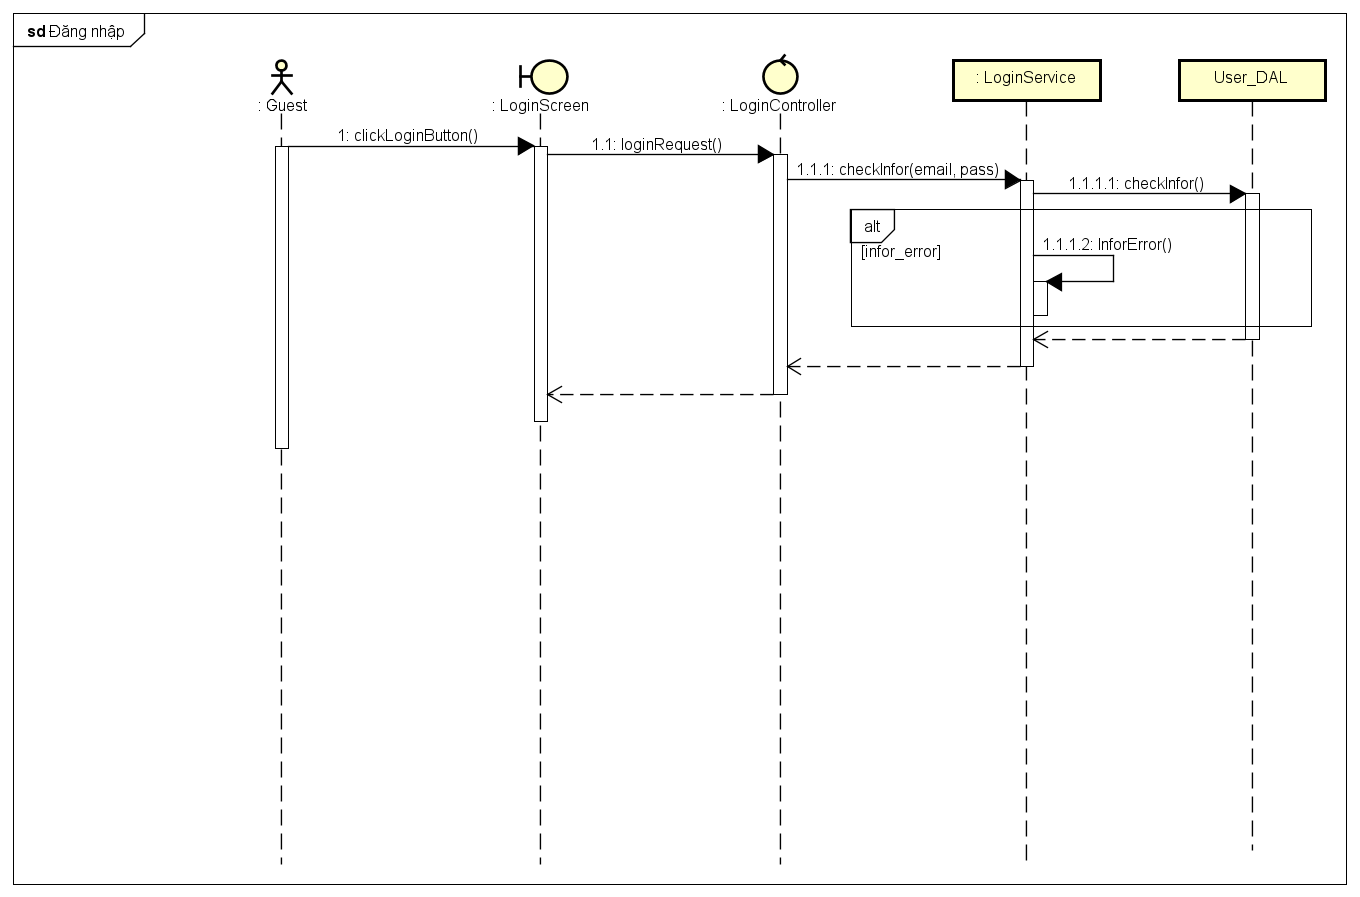 sd Đăng nhập
: Guest
: LoginScreen
: LoginController
: LoginService
User_DAL
1: clickLoginButton()
1.1: loginRequest()
1.1.1: checkInfor(email, pass)
1.1.1.1: checkInfor()
alt
[infor_error]
1.1.1.2: InforError()